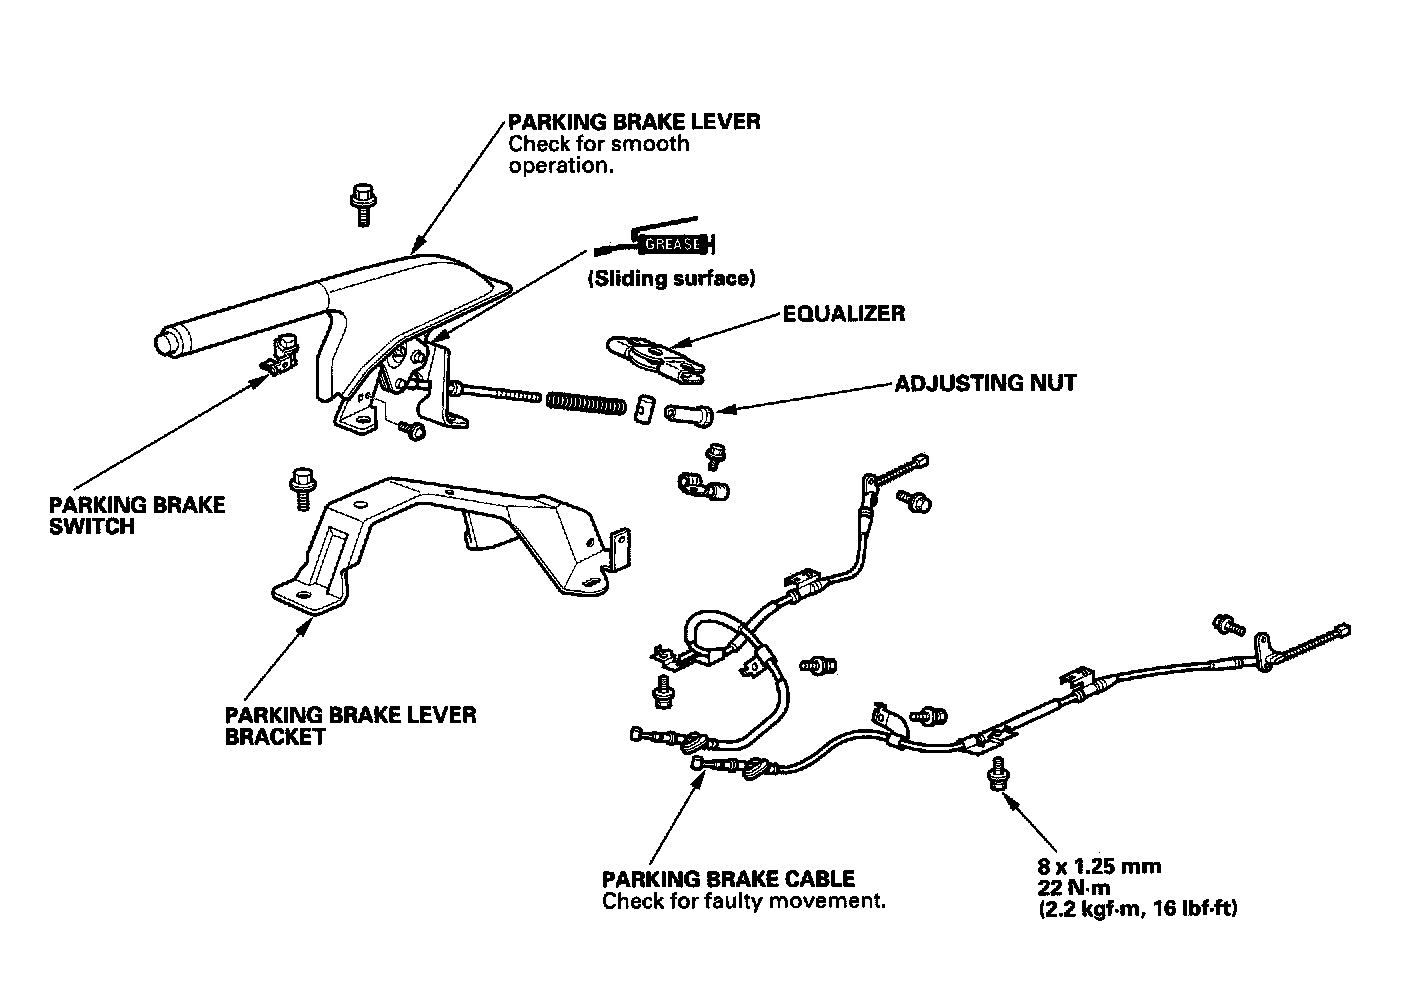 PARKING BRAKE LEVER
Check for smooth
operation.
GREASE
(Sliding surface)
EQUALIZER
ADJUSTING NUT
PARKING BRAKE
SWITCH
PARKING BRAKE LEVER
BRACKET
PARKING BRAKE CABLE
Check for faulty movement.
8 x 1.25 mm
22 N·m
(2.2 kgf·m, 16 lbf·ft)